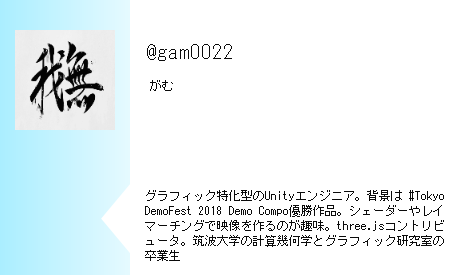 我無
@gam0022
がむ
グラフィック特化型のUnityエンジニア。背景は #Tokyo
DemoFest 2018 Demo Compo優勝作品。シェーダーやレイ
マーチングで映像を作るのが趣味。three.jsコントリビ
ュータ。筑波大学の計算幾何学とグラフィック研究室の
卒業生